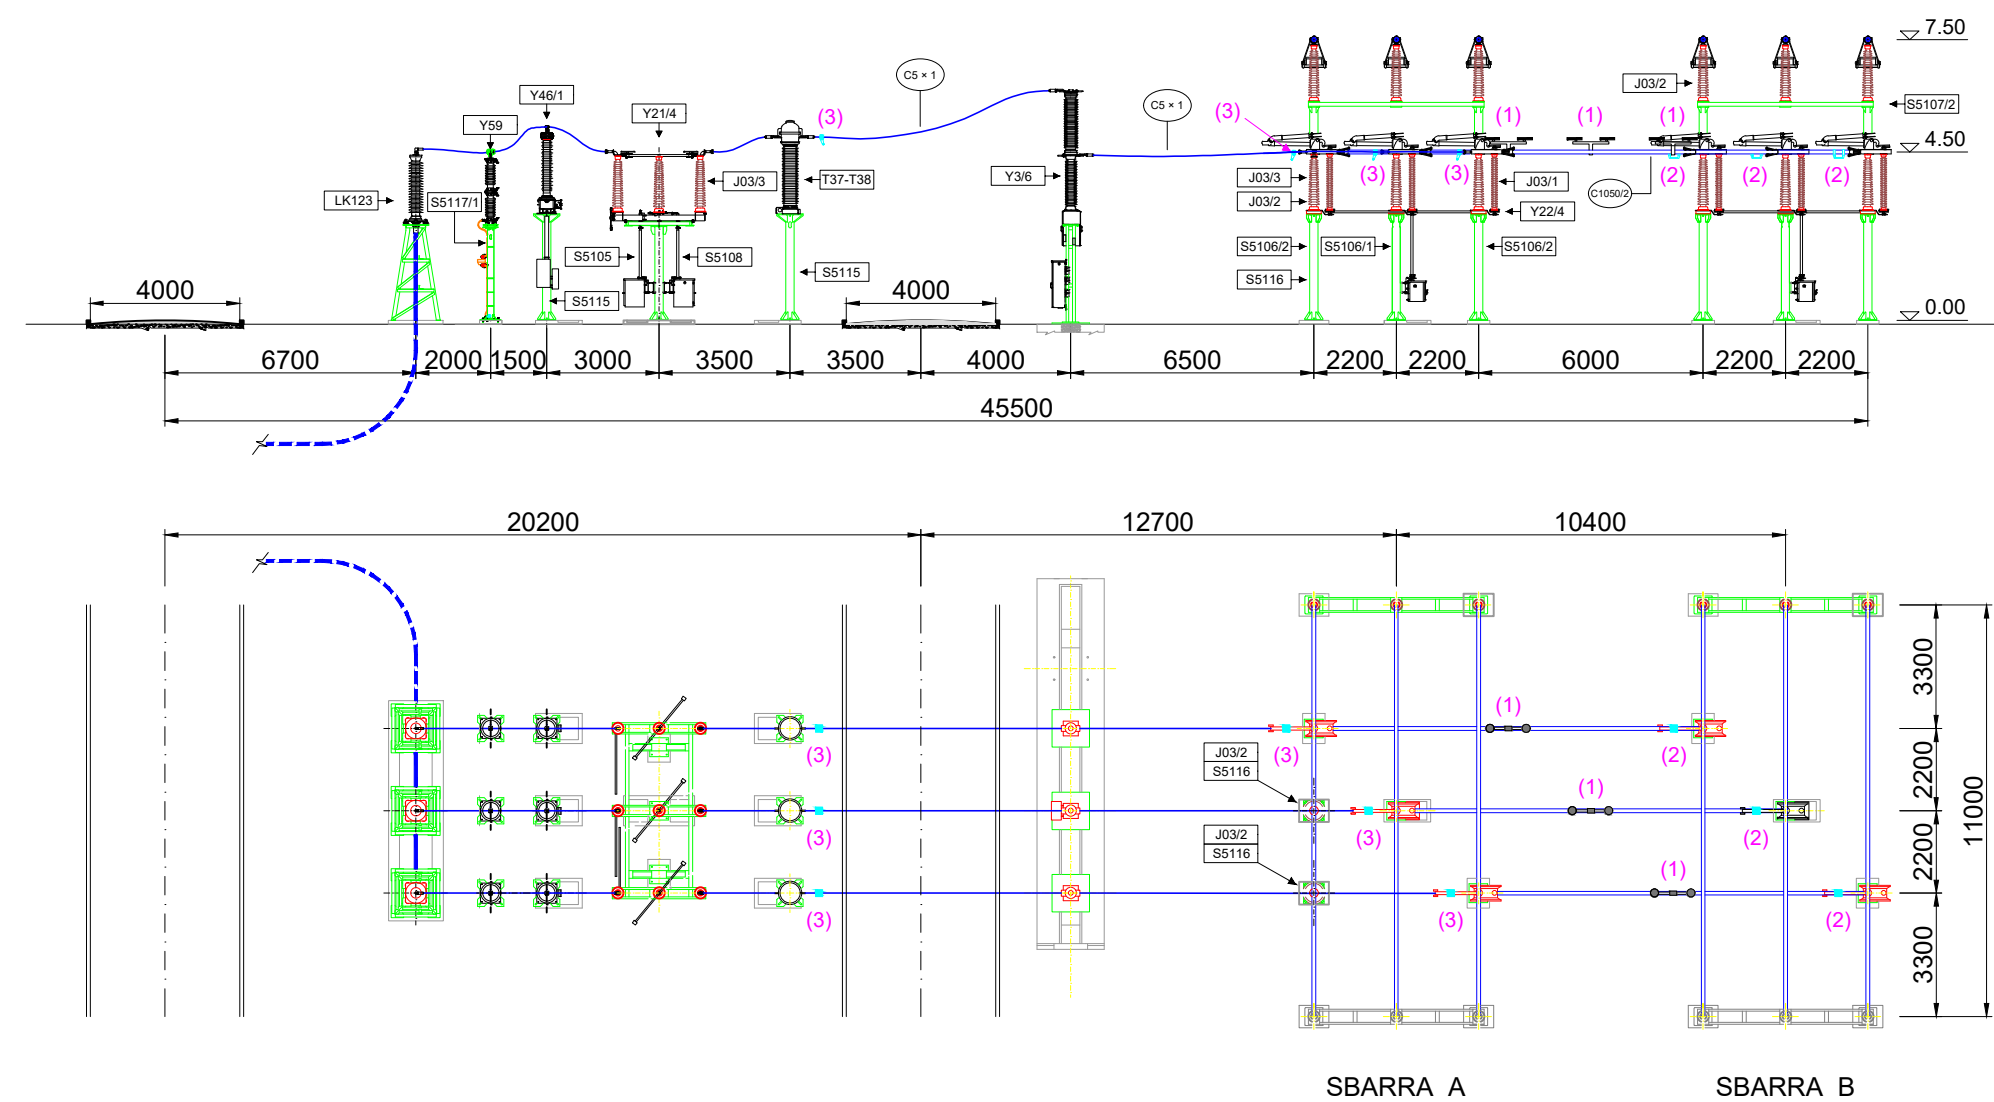 7.50
C5 × 1
J03/2
Y46/1
C5 × 1
S5107/2
Y21/4
(3)
(3)
(1)
(1)
(1)
Y59
4.50
LK123
S5117/1
J03/3
T37-T38
Y3/6
J03/3
(3)
(3)
J03/1
(2)
(2)
(2)
J03/2
Y22/4
C1050/2
S5105
S5108
S5106/2
S5106/1
S5106/2
S5115
S5116
4000
S5115
4000
0.00
6700
2000
1500
3000
3500
3500
4000
6500
2200
2200
6000
2200
2200
45500
20200
12700
10400
3300
(1)
(3)
(3)
(2)
J03/2
S5116
2200
(1)
11000
(3)
(3)
(2)
J03/2
S5116
2200
(1)
(3)
(3)
(2)
3300
SBARRA A
SBARRA B